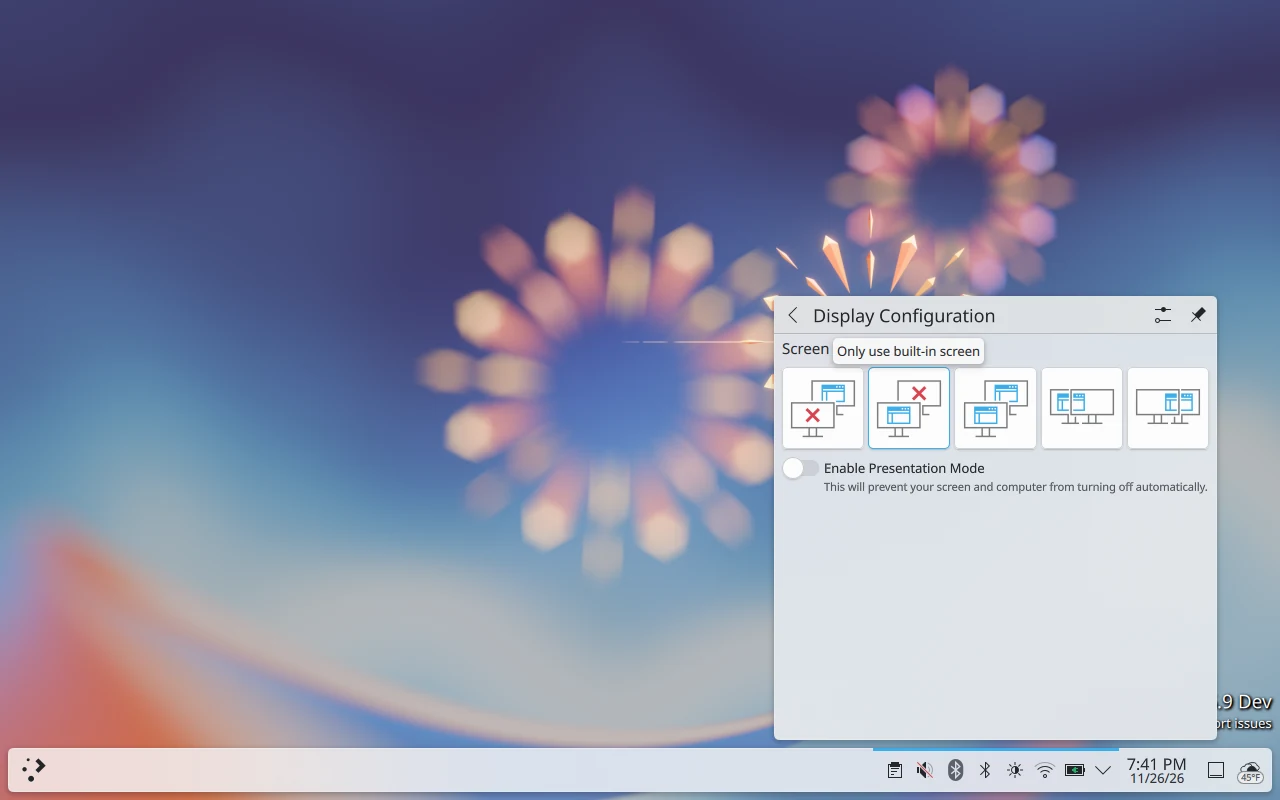 Display Configuration
Screen
Only use built-in screen
Enable Presentation Mode
This will prevent your screen and computer from turning off automatically.
.9 Dev
issues
7:41 PM
11/26/26
45°F